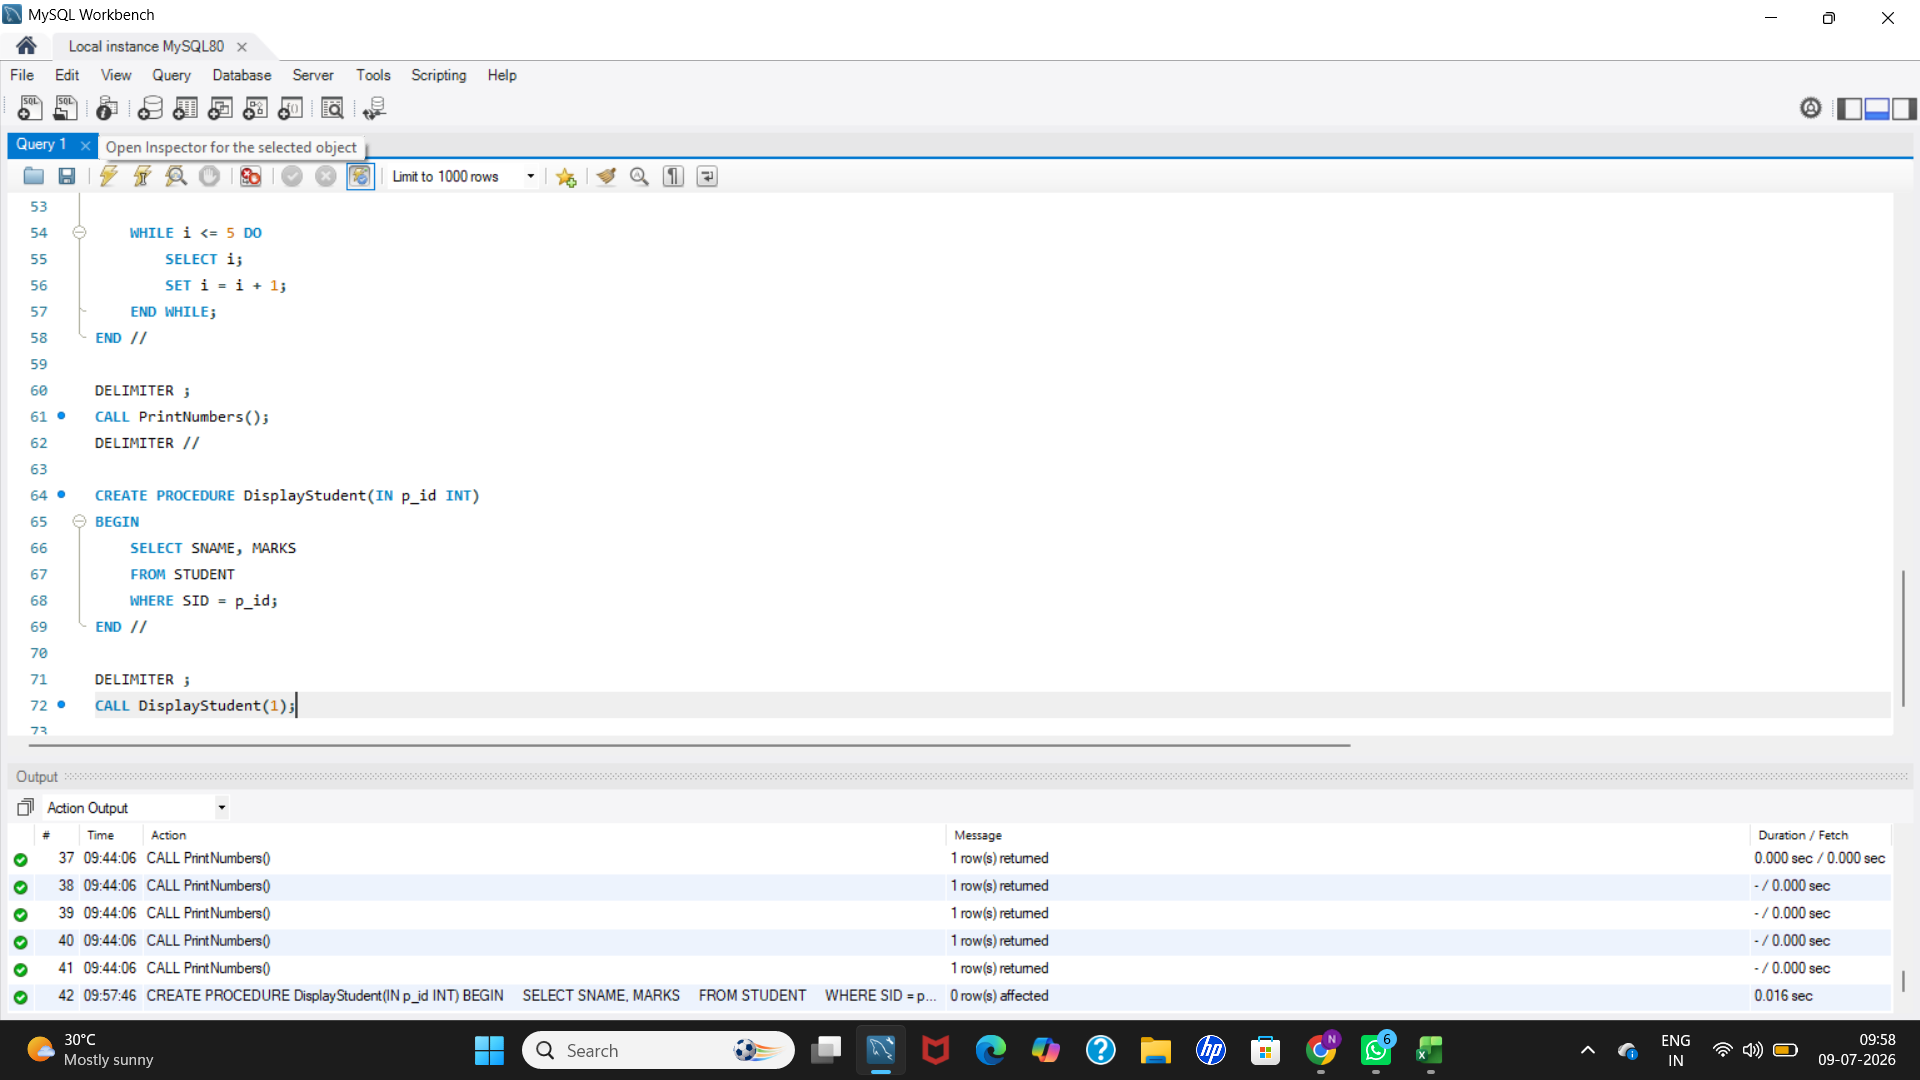 MySQL Workbench
Local instance MySQL80
File Edit View Query Database Server Tools Scripting Help
SQL SQL
Query 1
Open Inspector for the selected object
Limit to 1000 rows
53
54 WHILE i <= 5 DO
55 SELECT i;
56 SET i = i + 1;
57 END WHILE;
58 END //
59
60 DELIMITER ;
61 CALL PrintNumbers();
62 DELIMITER //
63
64 CREATE PROCEDURE DisplayStudent(IN p_id INT)
65 BEGIN
66 SELECT SNAME, MARKS
67 FROM STUDENT
68 WHERE SID = p_id;
69 END //
70
71 DELIMITER ;
72 CALL DisplayStudent(1);
73
Output
Action Output
# Time Action Message Duration / Fetch
37 09:44:06 CALL PrintNumbers() 1 row(s) returned 0.000 sec / 0.000 sec
38 09:44:06 CALL PrintNumbers() 1 row(s) returned - / 0.000 sec
39 09:44:06 CALL PrintNumbers() 1 row(s) returned - / 0.000 sec
40 09:44:06 CALL PrintNumbers() 1 row(s) returned - / 0.000 sec
41 09:44:06 CALL PrintNumbers() 1 row(s) returned - / 0.000 sec
42 09:57:46 CREATE PROCEDURE DisplayStudent(IN p_id INT) BEGIN SELECT SNAME, MARKS FROM STUDENT WHERE SID = p... 0 row(s) affected 0.016 sec
30°C
Mostly sunny
Search
hp
N
6
ENG
IN
09:58
09-07-2026